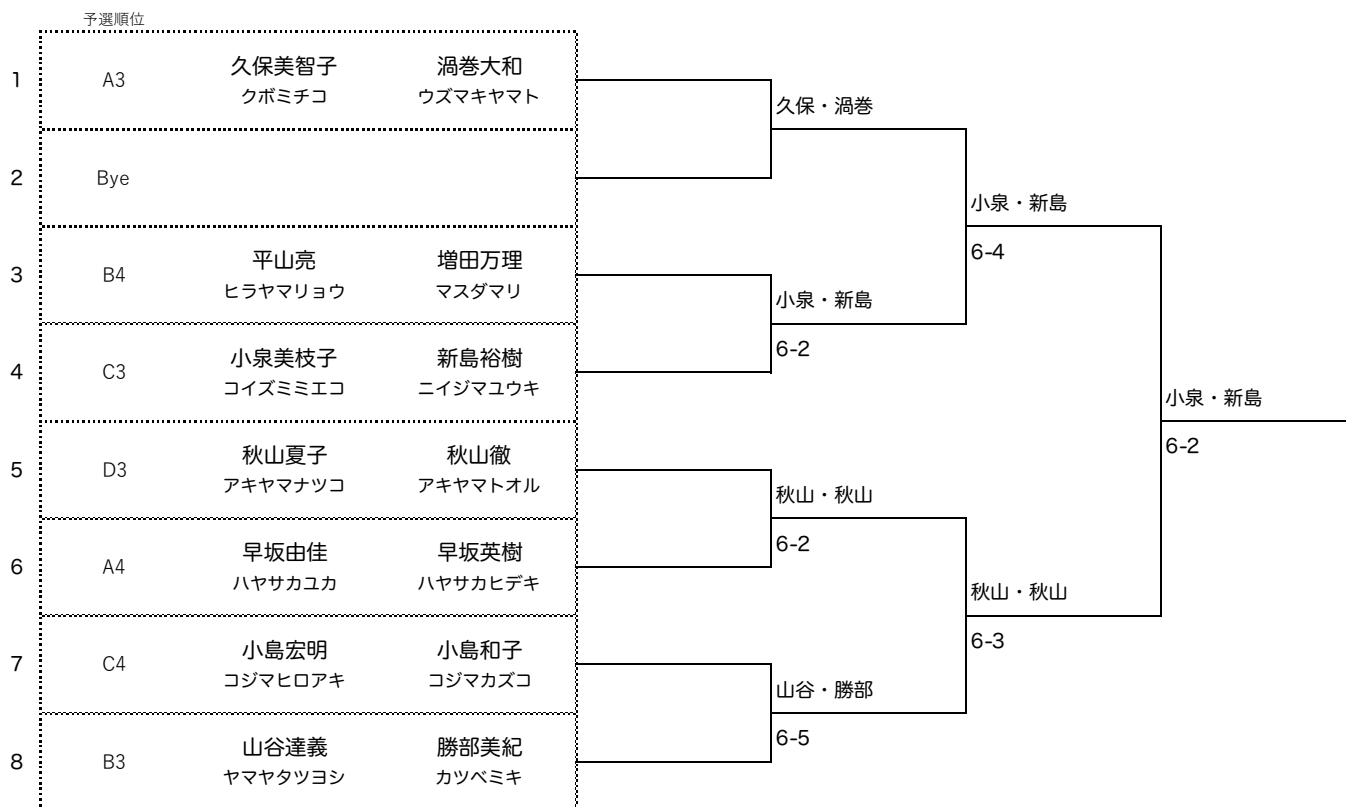 予選順位
1 A3 久保美智子 渦巻大和
クボミチコ ウズマキヤマト
久保・渦巻
2 Bye
小泉・新島
6-4
3 B4 平山亮 増田万理
ヒラヤマリョウ マスダマリ
小泉・新島
6-2
4 C3 小泉美枝子 新島裕樹
コイズミミエコ ニイジマユウキ
小泉・新島
6-2
5 D3 秋山夏子 秋山徹
アキヤマナツコ アキヤマトオル
秋山・秋山
6-2
6 A4 早坂由佳 早坂英樹
ハヤサカユカ ハヤサカヒデキ
秋山・秋山
6-3
7 C4 小島宏明 小島和子
コジマヒロアキ コジマカズコ
山谷・勝部
6-5
8 B3 山谷達義 勝部美紀
ヤマヤタツヨシ カツベミキ